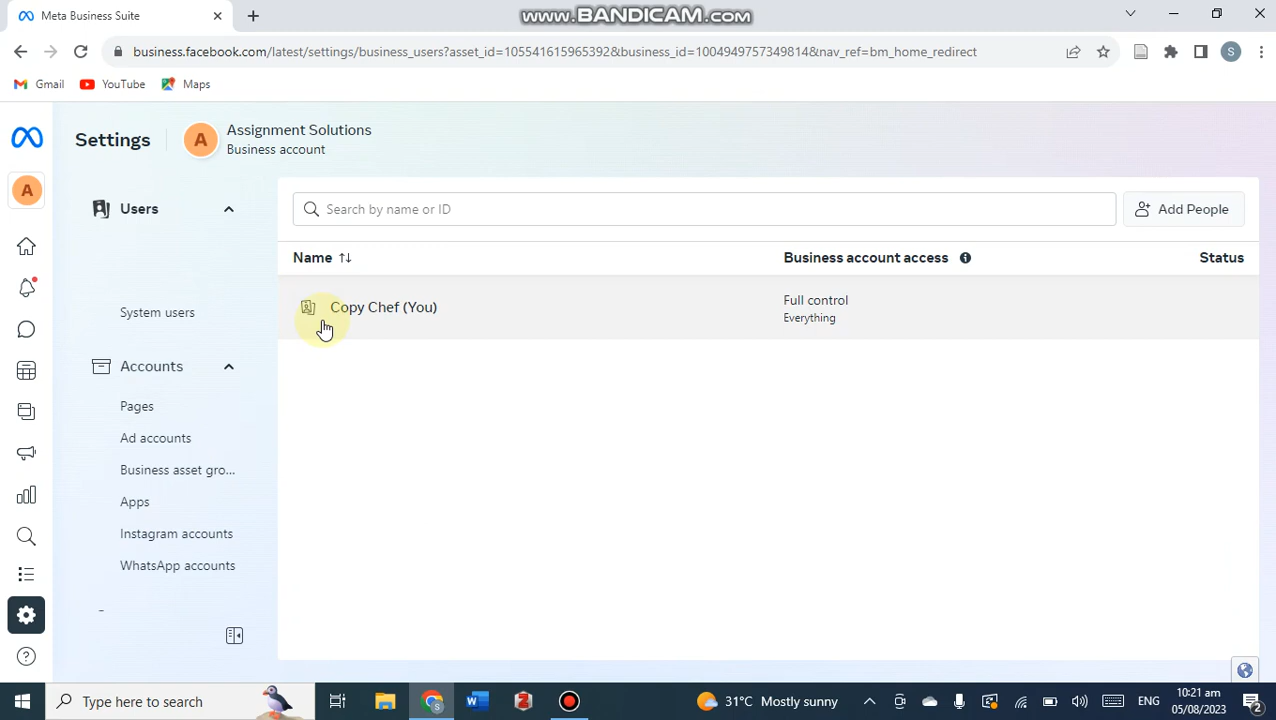 Meta Business Suite
www.BANDICAM.com
business.facebook.com/latest/settings/business_users?asset_id=105541615965392&business_id=1004949757349814&nav_ref=bm_home_redirect
S
Gmail
YouTube
Maps
Settings
A
Assignment Solutions
Business account
A
Users
Search by name or ID
Add People
Name
Business account access
Status
Copy Chef (You)
Full control
Everything
System users
Accounts
Pages
Ad accounts
Business asset gro...
Apps
Instagram accounts
WhatsApp accounts
Type here to search
31°C Mostly sunny
ENG
10:21 am
05/08/2023
2